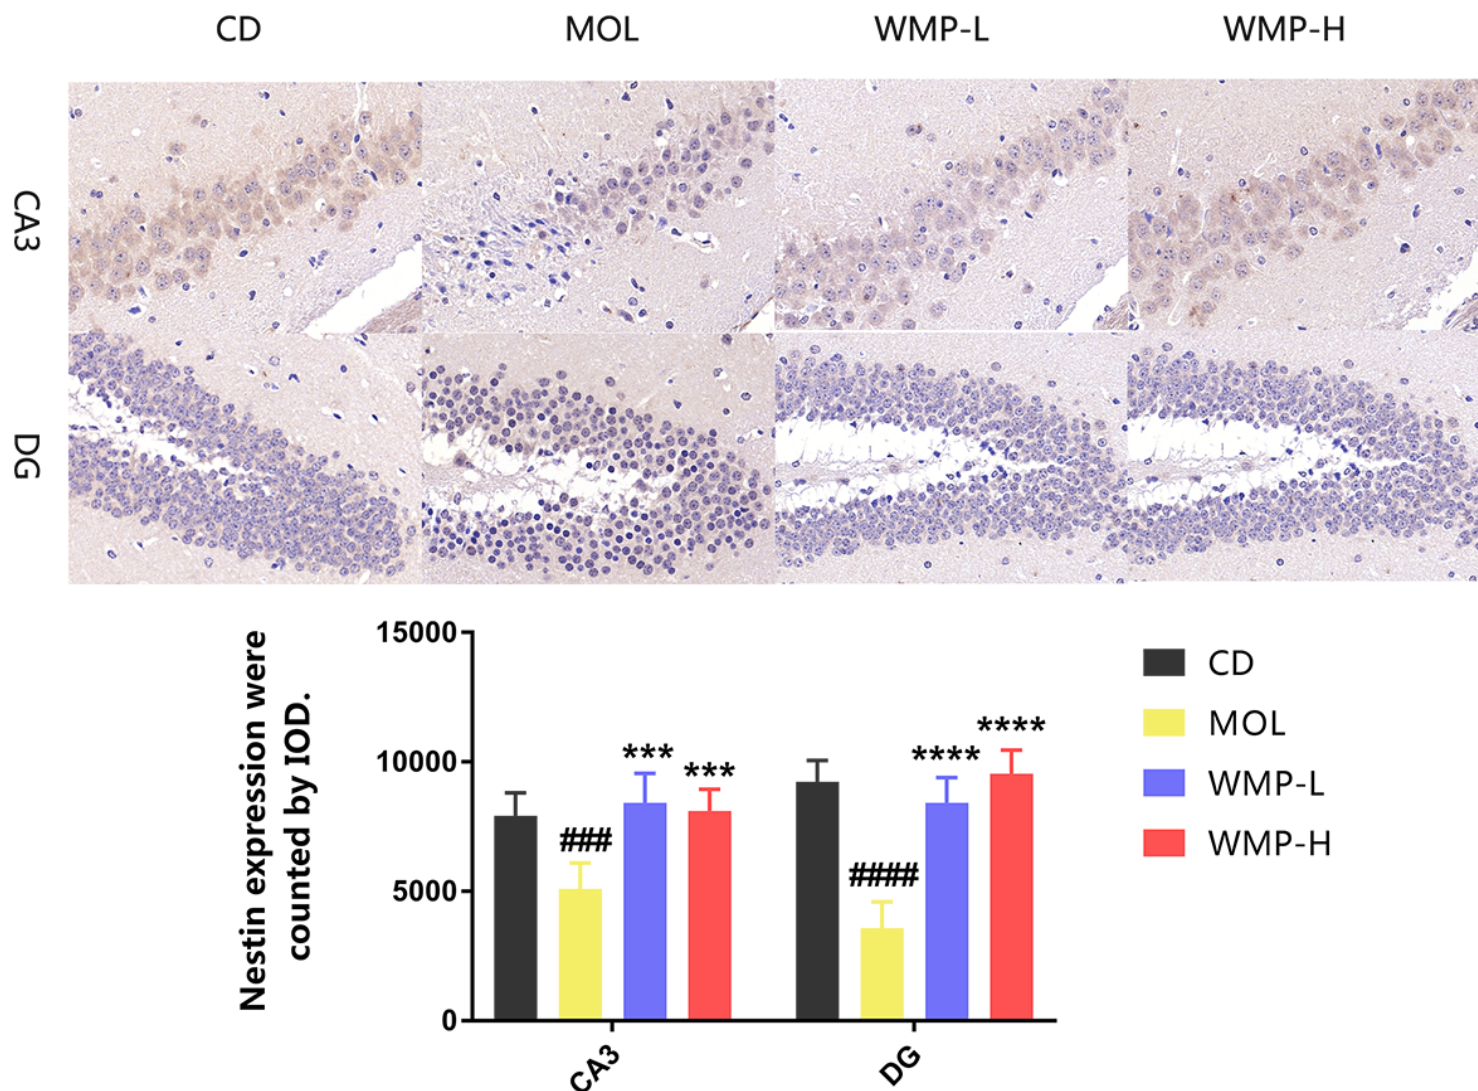 CD MOL WMP-L WMP-H
CA3
DG
Nestin expression were
counted by IOD.
15000
10000
5000
0
###
***
***
####
****
****
CA3
DG
CD
MOL
WMP-L
WMP-H